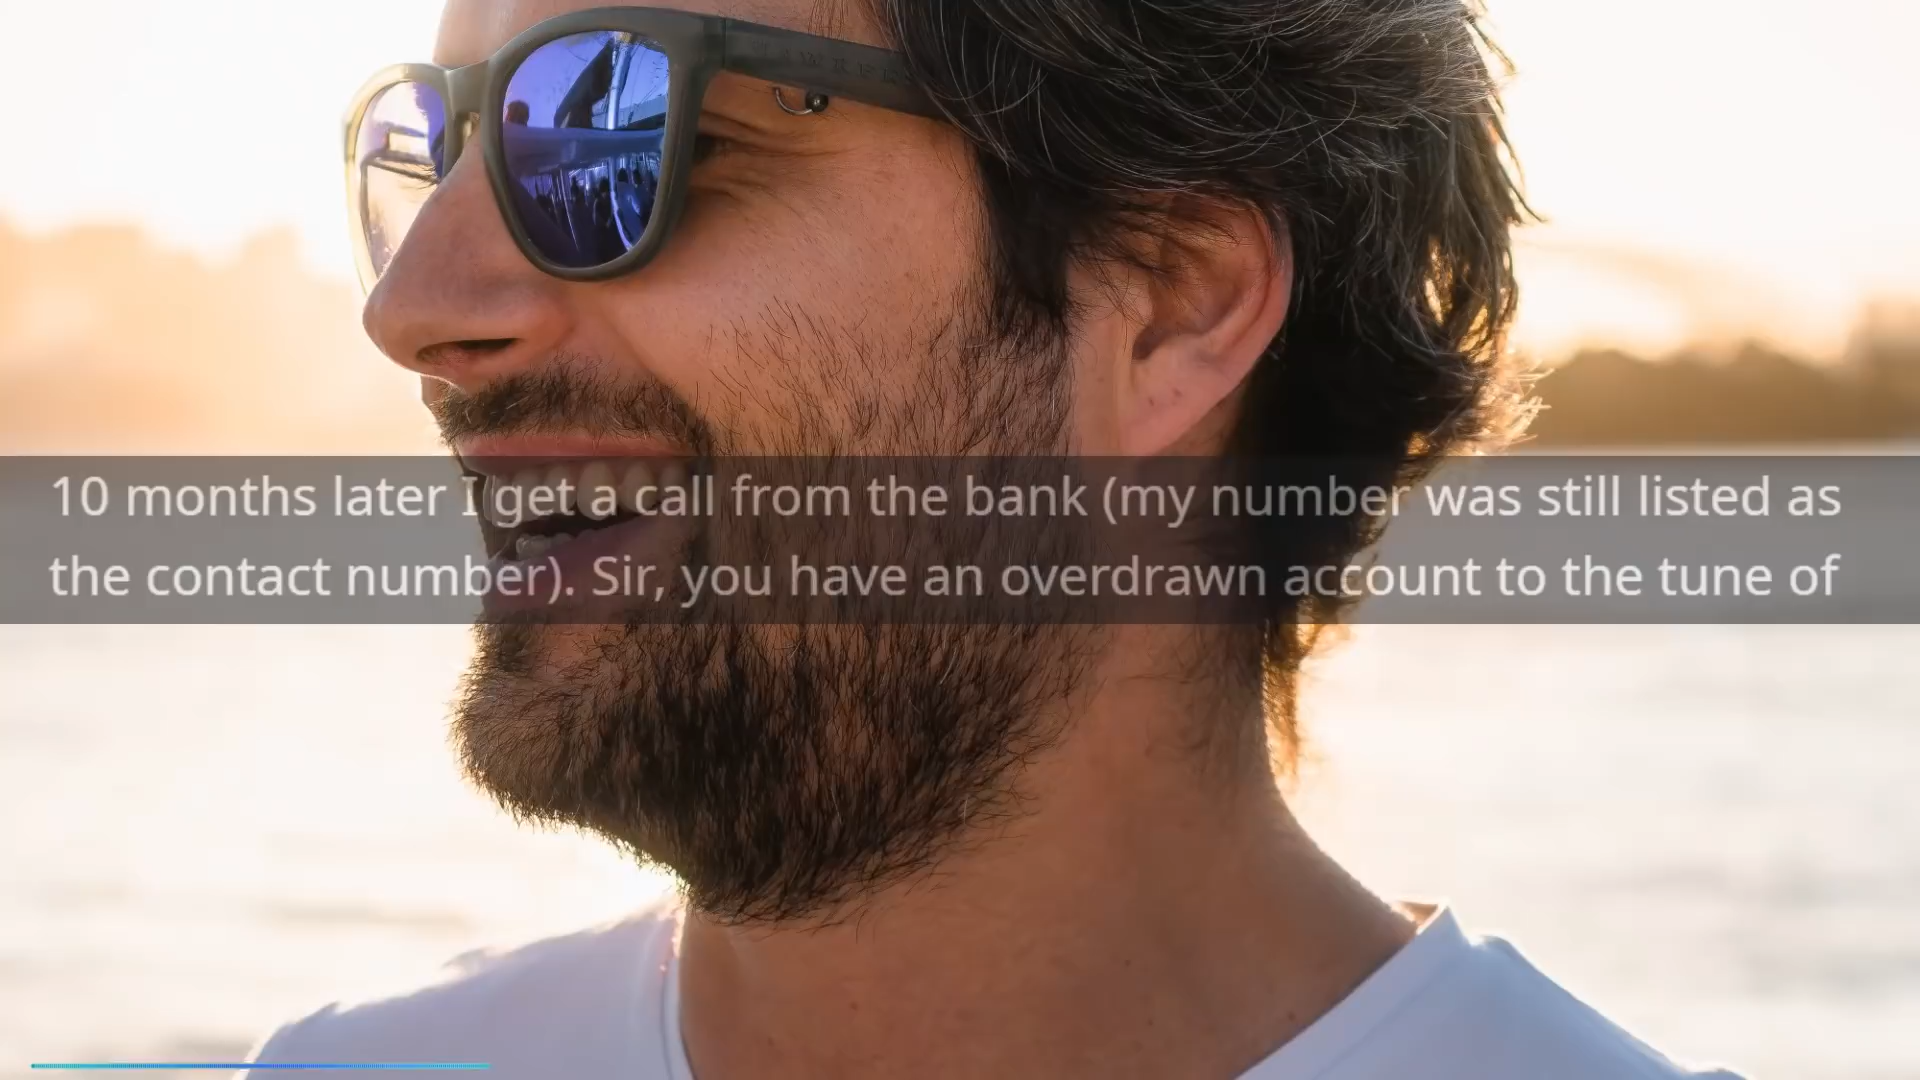 10 months later I get a call from the bank (my number was still listed as
the contact number). Sir, you have an overdrawn account to the tune of